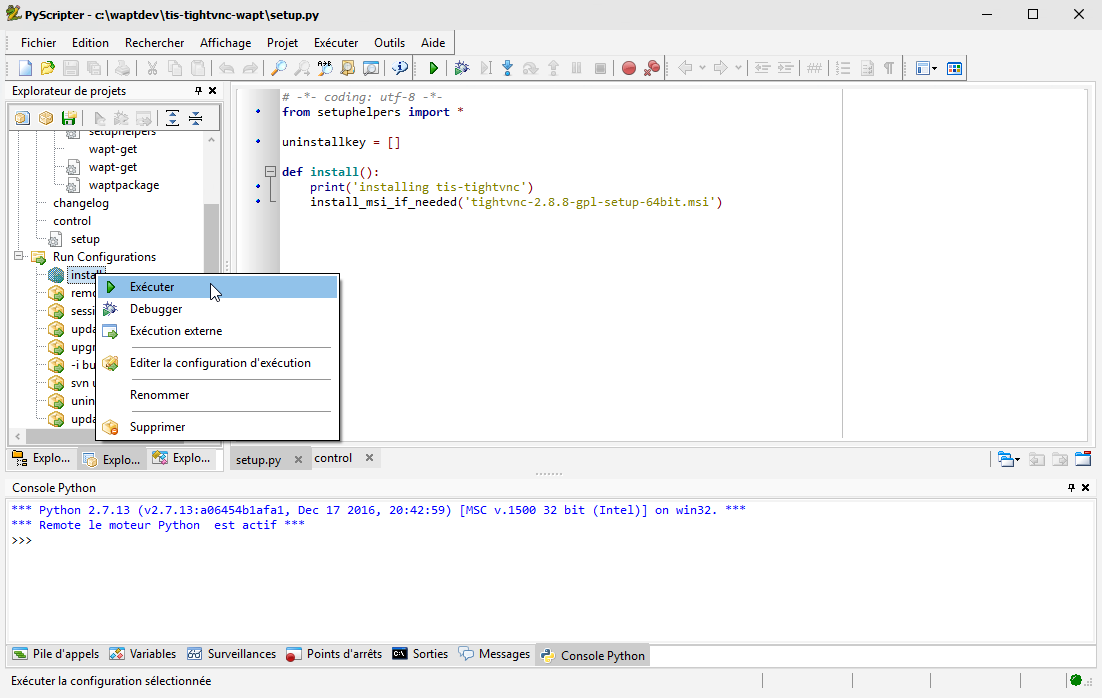 PyScripter - c:\waptdev\tis-tightvnc-wapt\setup.py
Fichier Edition Rechercher Affichage Projet Exécuter Outils Aide
Explorateur de projets
setuphelpers
wapt-get
wapt-get
waptpackage
changelog
control
setup
Run Configurations
install
remo
sessi
upda
upgr
-i bu
svn u
unin
upda
Exécuter
Debugger
Exécution externe
Editer la configuration d'exécution
Renommer
Supprimer
Explo... Explo... Explo...
# -*- coding: utf-8 -*-
from setuphelpers import *
uninstallkey = []
def install():
print('installing tis-tightvnc')
install_msi_if_needed('tightvnc-2.8.8-gpl-setup-64bit.msi')
setup.py control
Console Python
*** Python 2.7.13 (v2.7.13:a06454b1afa1, Dec 17 2016, 20:42:59) [MSC v.1500 32 bit (Intel)] on win32. ***
*** Remote le moteur Python  est actif ***
>>>
Pile d'appels Variables Surveillances Points d'arrêts Sorties Messages Console Python
Exécuter la configuration sélectionnée